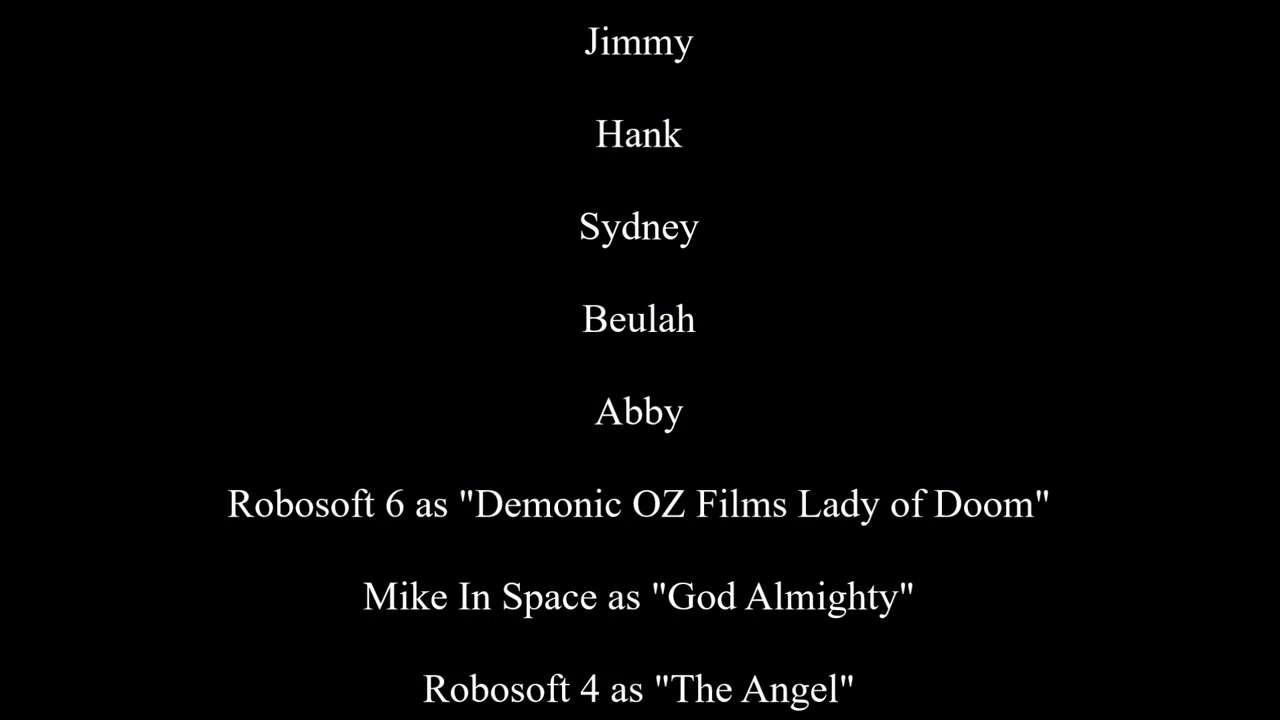 Jimmy
Hank
Sydney
Beulah
Abby
Robosoft 6 as "Demonic OZ Films Lady of Doom"
Mike In Space as "God Almighty"
Robosoft 4 as "The Angel"